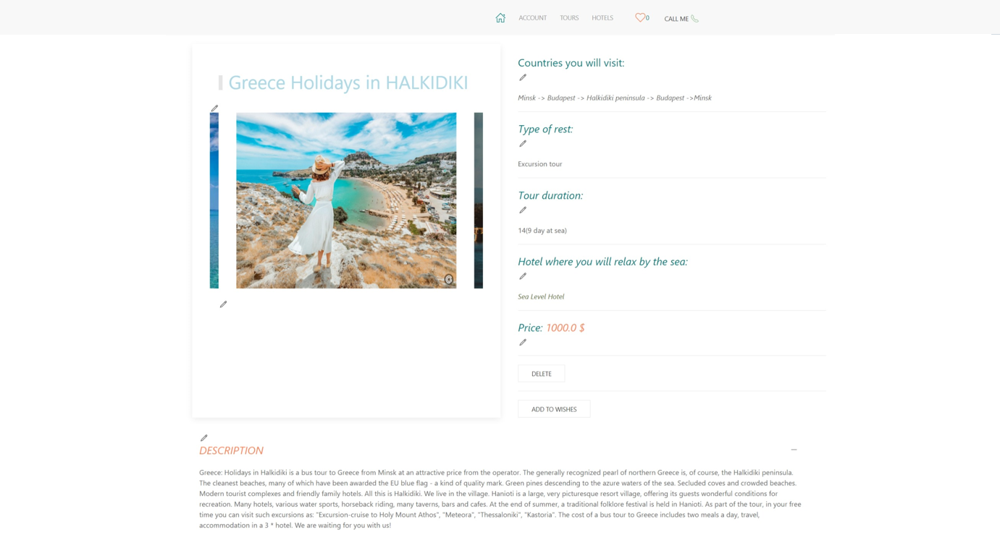 ACCOUNT TOURS HOTELS 0 CALL ME
Greece Holidays in HALKIDIKI
Countries you will visit:
Minsk -> Budapest -> Halkidiki peninsula -> Budapest ->Minsk
Type of rest:
Excursion tour
Tour duration:
14(9 day at sea)
Hotel where you will relax by the sea:
Sea Level Hotel
Price: 1000.0 $
DELETE
ADD TO WISHES
DESCRIPTION
Greece: Holidays in Halkidiki is a bus tour to Greece from Minsk at an attractive price from the operator. The generally recognized pearl of northern Greece is, of course, the Halkidiki peninsula.
The cleanest beaches, many of which have been awarded the EU blue flag - a kind of quality mark. Green pines descending to the azure waters of the sea. Secluded coves and crowded beaches.
Modern tourist complexes and friendly family hotels. All this is Halkidiki. We live in the village. Hanioti is a large, very picturesque resort village, offering its guests wonderful conditions for
recreation. Many hotels, various water sports, horseback riding, many taverns, bars and cafes. At the end of summer, a traditional folklore festival is held in Hanioti. As part of the tour, in your free
time you can visit such excursions as: "Excursion-cruise to Holy Mount Athos", "Meteora", "Thessaloniki", "Kastoria". The cost of a bus tour to Greece includes two meals a day, travel,
accommodation in a 3 * hotel. We are waiting for you with us!